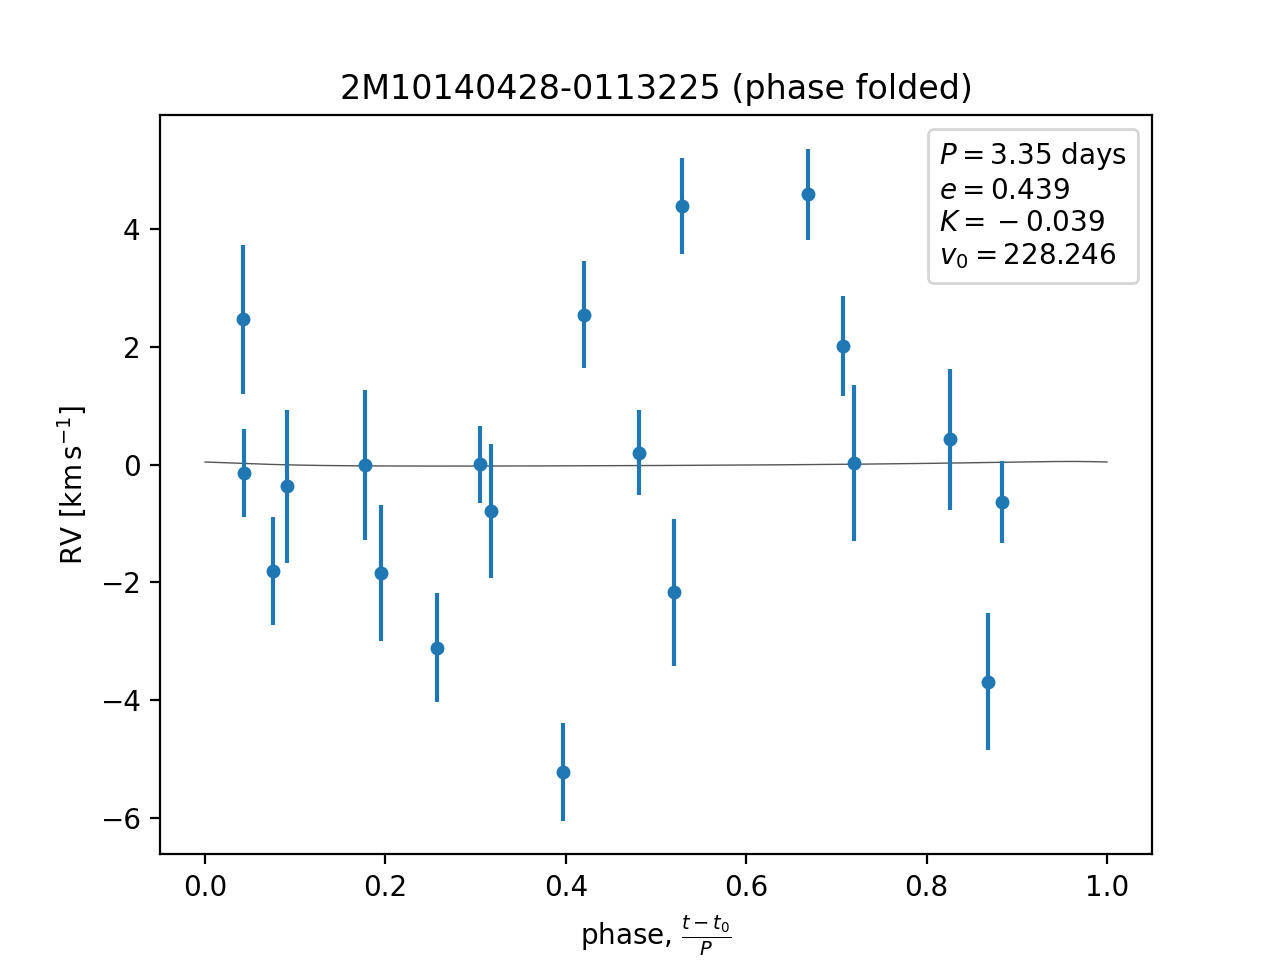 2M10140428-0113225 (phase folded)
P = 3.35 days
e = 0.439
K = −0.039
v₀ = 228.246
4
2
0
−2
−4
−6
RV [km s⁻¹]
0.0 0.2 0.4 0.6 0.8 1.0
phase, (t − t₀)/P